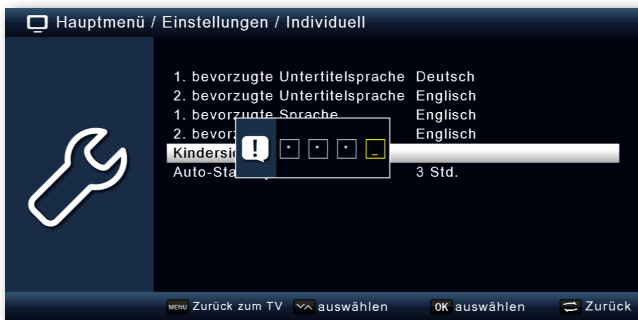 Hauptmenü / Einstellungen / Individuell
1. bevorzugte Untertitelsprache Deutsch
2. bevorzugte Untertitelsprache Englisch
1. bevorzugte Sprache Englisch
2. Englisch
! * * * _
3 Std.
MENU Zurück zum TV auswählen OK auswählen Zurück